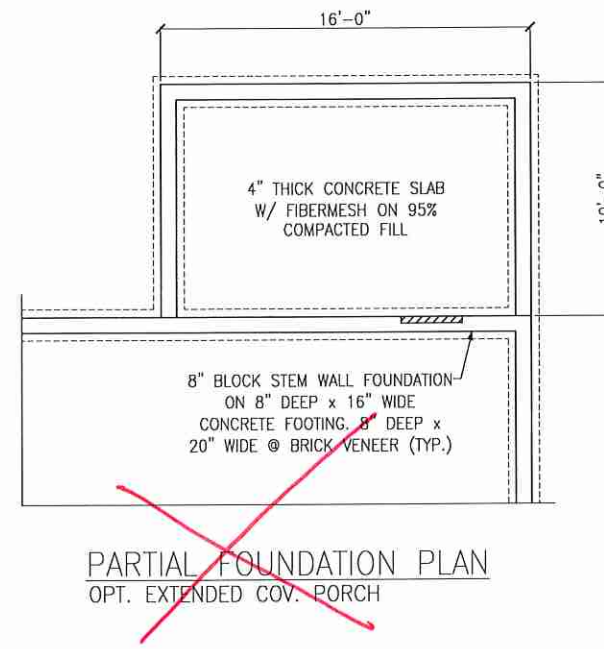 16'-0"
4" THICK CONCRETE SLAB
W/ FIBERMESH ON 95%
COMPACTED FILL
8" BLOCK STEM WALL FOUNDATION
ON 8" DEEP x 16" WIDE
CONCRETE FOOTING. 8" DEEP x
20" WIDE @ BRICK VENEER (TYP.)
PARTIAL FOUNDATION PLAN
OPT. EXTENDED COV. PORCH